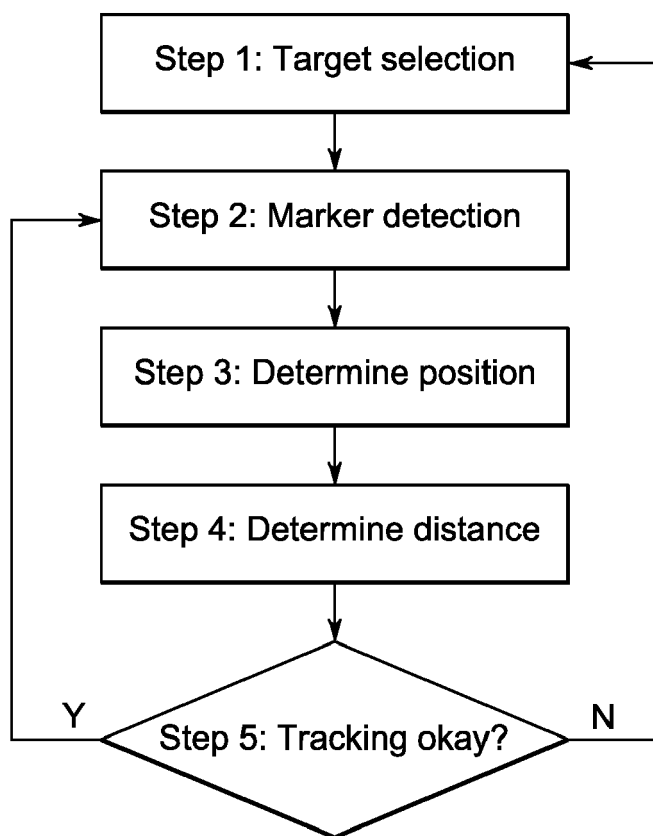 Step 1: Target selection
Step 2: Marker detection
Step 3: Determine position
Step 4: Determine distance
Y
N
Step 5: Tracking okay?